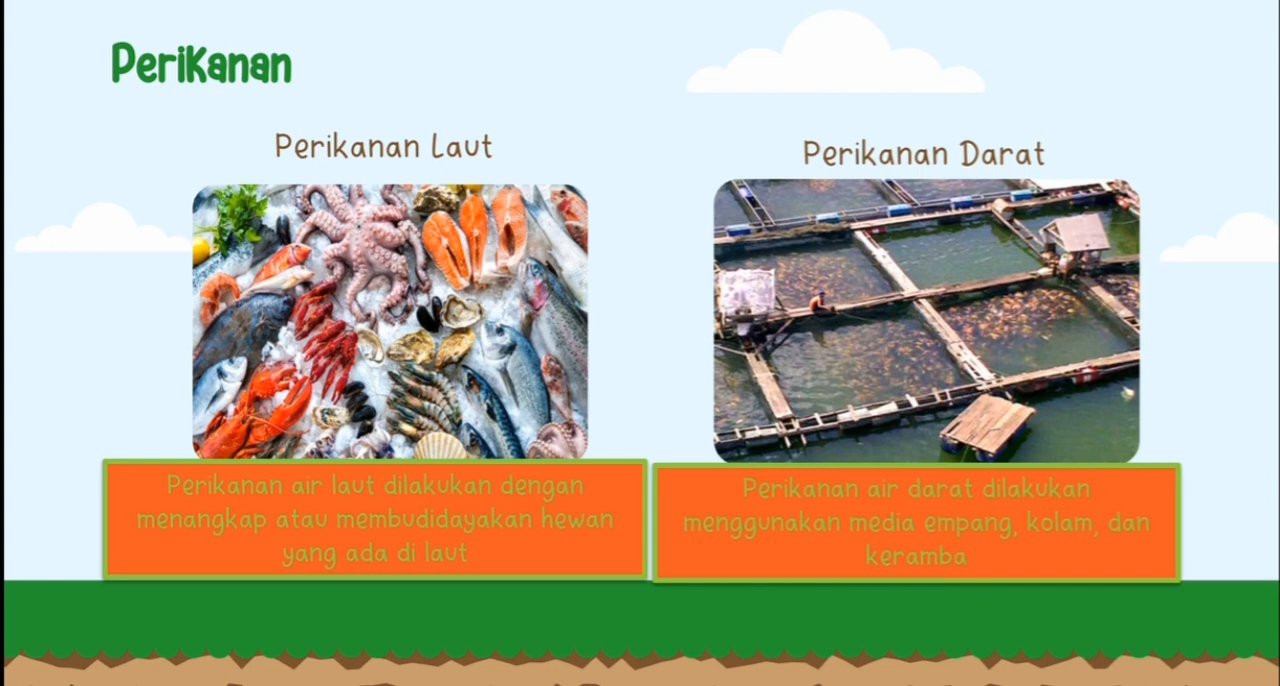 Perikanan
Perikanan Laut
Perikanan Darat
Perikanan air laut dilakukan dengan
menangkap atau membudidayakan hewan
yang ada di laut
Perikanan air darat dilakukan
menggunakan media empang, kolam, dan
keramba